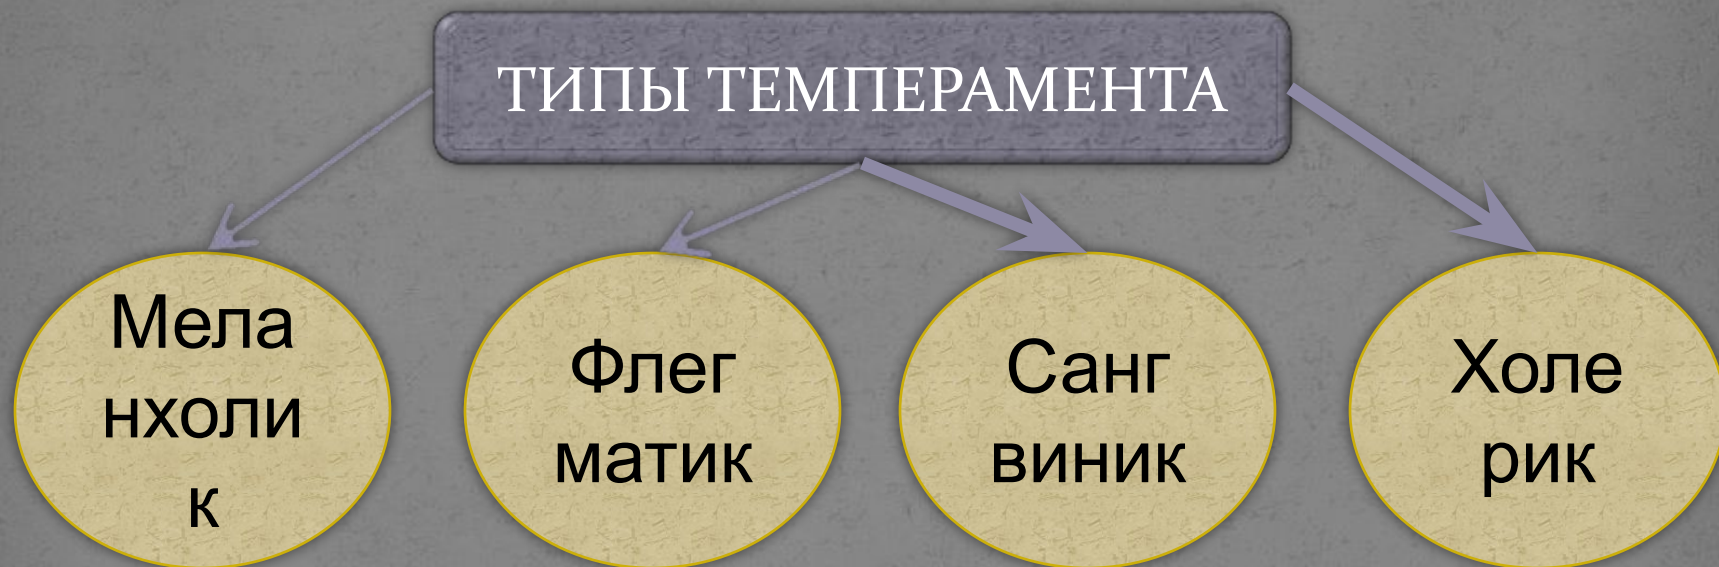 ТИПЫ ТЕМПЕРАМЕНТА
Мела
нхоли
к
Флег
матик
Санг
виник
Холе
рик